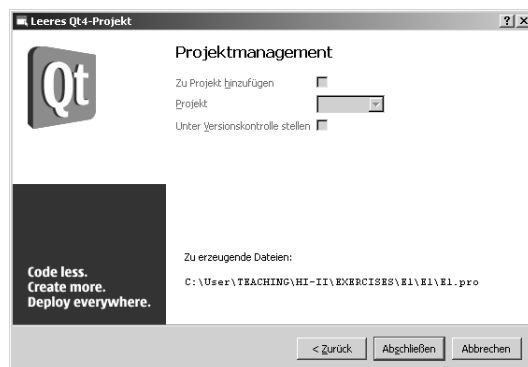 Leeres Qt4-Projekt
Qt
Projektmanagement
Zu Projekt hinzufügen
Projekt
Unter Versionskontrolle stellen
Zu erzeugende Dateien:
C:\User\TEACHING\HI-II\EXERCISES\E1\E1\E1.pro
Code less.
Create more.
Deploy everywhere.
< Zurück
Abschließen
Abbrechen